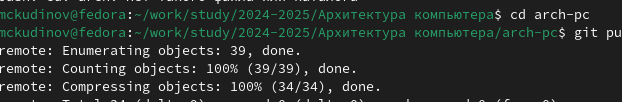 mckudinov@fedora:~/work/study/2024-2025/Архитектура компьютера$ cd arch-pc
mckudinov@fedora:~/work/study/2024-2025/Архитектура компьютера/arch-pc$ git pu
remote: Enumerating objects: 39, done.
remote: Counting objects: 100% (39/39), done.
remote: Compressing objects: 100% (34/34), done.